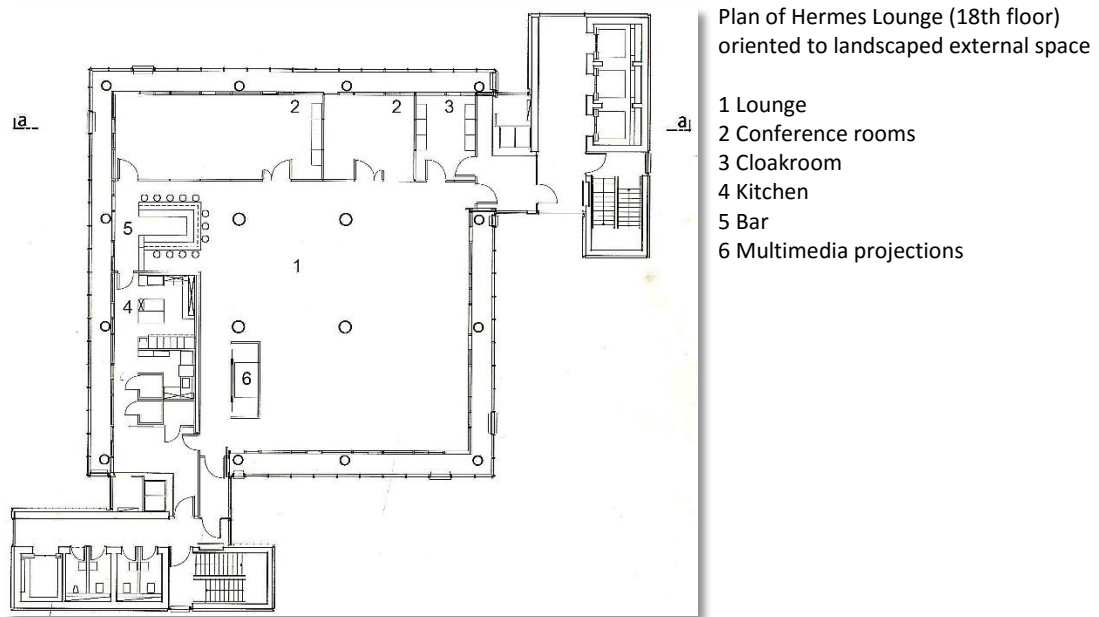 Plan of Hermes Lounge (18th floor)
oriented to landscaped external space
1 Lounge
2 Conference rooms
3 Cloakroom
4 Kitchen
5 Bar
6 Multimedia projections
2
2
3
a
a
5
1
4
6